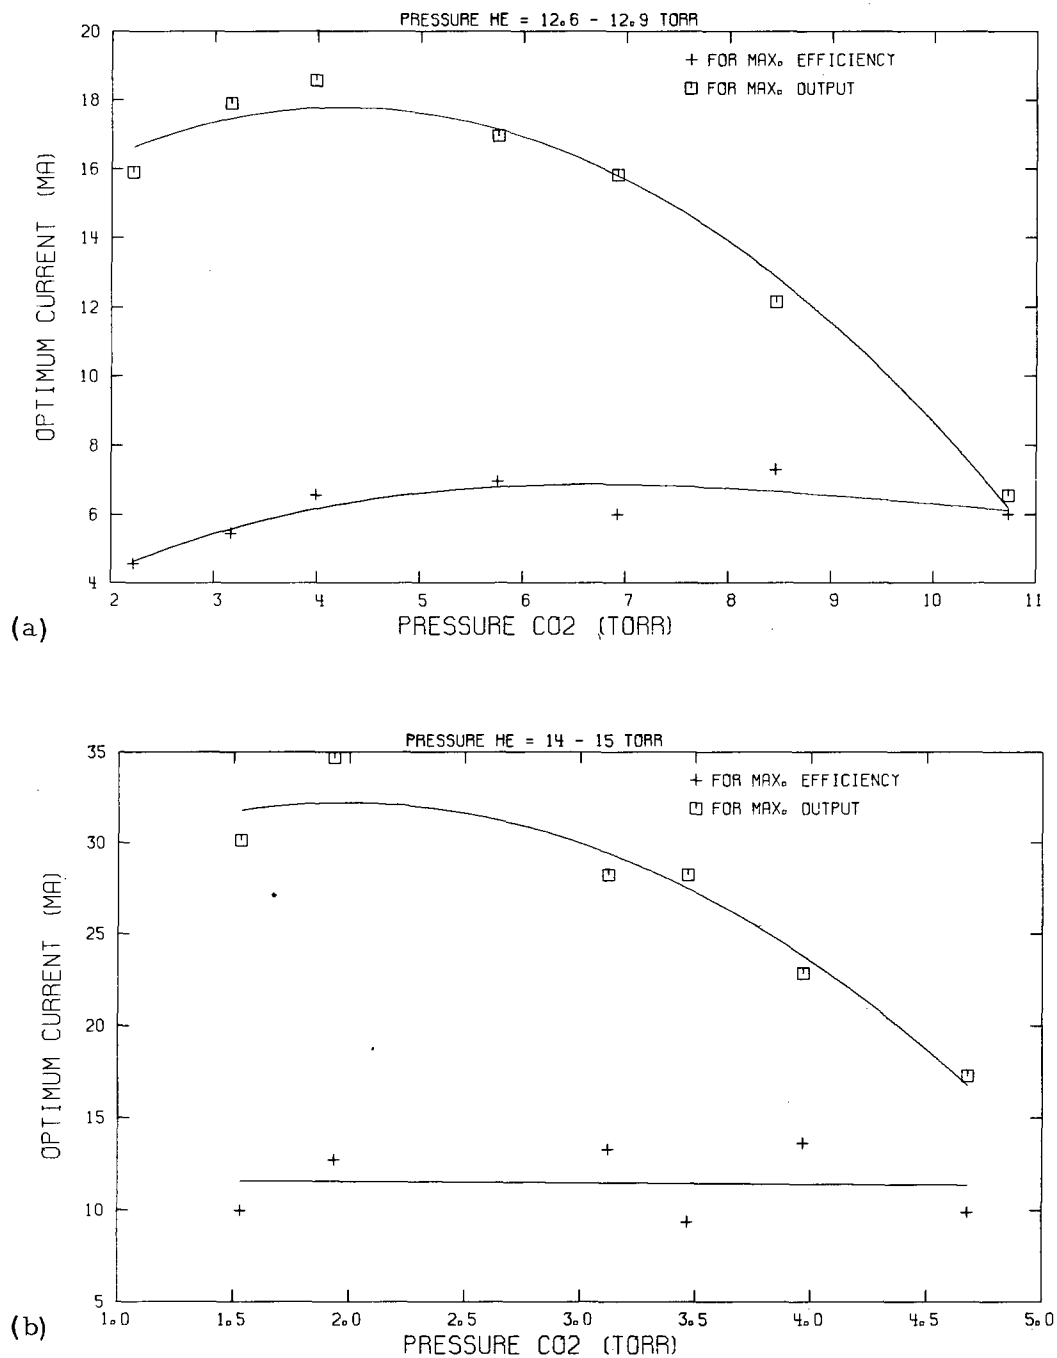 PRESSURE HE = 12.6 - 12.9 TORR
20
18
16
14
12
10
8
6
4
+ FOR MAX. EFFICIENCY
□ FOR MAX. OUTPUT
OPTIMUM CURRENT (MA)
2 3 4 5 6 7 8 9 10 11
PRESSURE CO2 (TORR)
(a)
PRESSURE HE = 14 - 15 TORR
35
30
25
20
15
10
5
+ FOR MAX. EFFICIENCY
□ FOR MAX. OUTPUT
OPTIMUM CURRENT (MA)
1.0 1.5 2.0 2.5 3.0 3.5 4.0 4.5 5.0
PRESSURE CO2 (TORR)
(b)